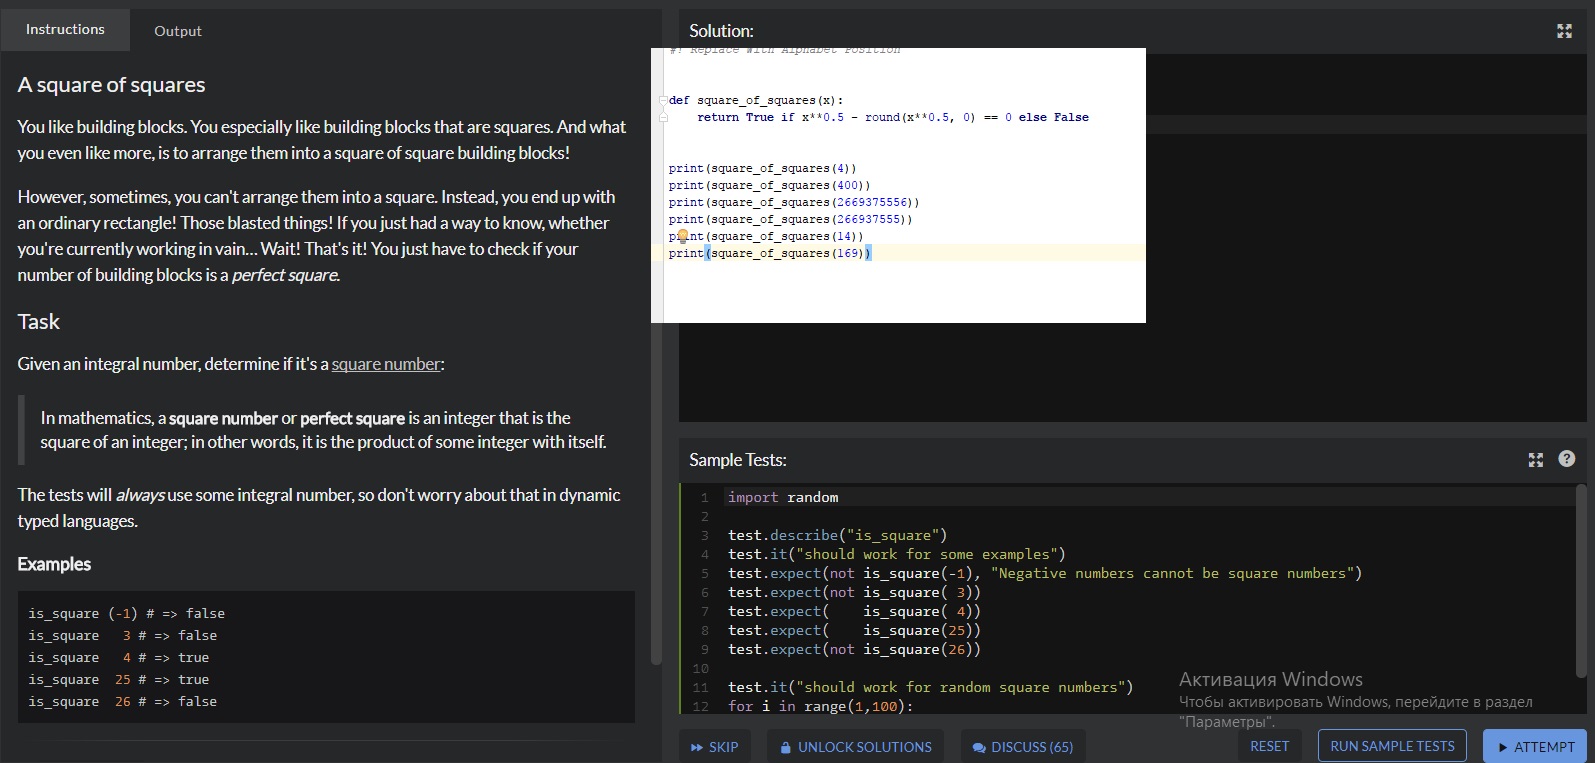 Instructions
Output
A square of squares
You like building blocks. You especially like building blocks that are squares. And what
you even like more, is to arrange them into a square of square building blocks!
However, sometimes, you can't arrange them into a square. Instead, you end up with
an ordinary rectangle! Those blasted things! If you just had a way to know, whether
you're currently working in vain… Wait! That's it! You just have to check if your
number of building blocks is a perfect square.
Task
Given an integral number, determine if it's a square number:
In mathematics, a square number or perfect square is an integer that is the
square of an integer; in other words, it is the product of some integer with itself.
The tests will always use some integral number, so don't worry about that in dynamic
typed languages.
Examples
is_square (-1) # => false
is_square   3 # => false
is_square   4 # => true
is_square  25 # => true
is_square  26 # => false
Solution:
#! Replace With Alphabet Position
def square_of_squares(x):
    return True if x**0.5 - round(x**0.5, 0) == 0 else False
print(square_of_squares(4))
print(square_of_squares(400))
print(square_of_squares(2669375556))
print(square_of_squares(266937555))
print(square_of_squares(14))
print(square_of_squares(169))
Sample Tests:
1 import random
2
3 test.describe("is_square")
4 test.it("should work for some examples")
5 test.expect(not is_square(-1), "Negative numbers cannot be square numbers")
6 test.expect(not is_square( 3))
7 test.expect(    is_square( 4))
8 test.expect(    is_square(25))
9 test.expect(not is_square(26))
10
11 test.it("should work for random square numbers")
12 for i in range(1,100):
Активация Windows
Чтобы активировать Windows, перейдите в раздел
"Параметры".
SKIP
UNLOCK SOLUTIONS
DISCUSS (65)
RESET
RUN SAMPLE TESTS
ATTEMPT